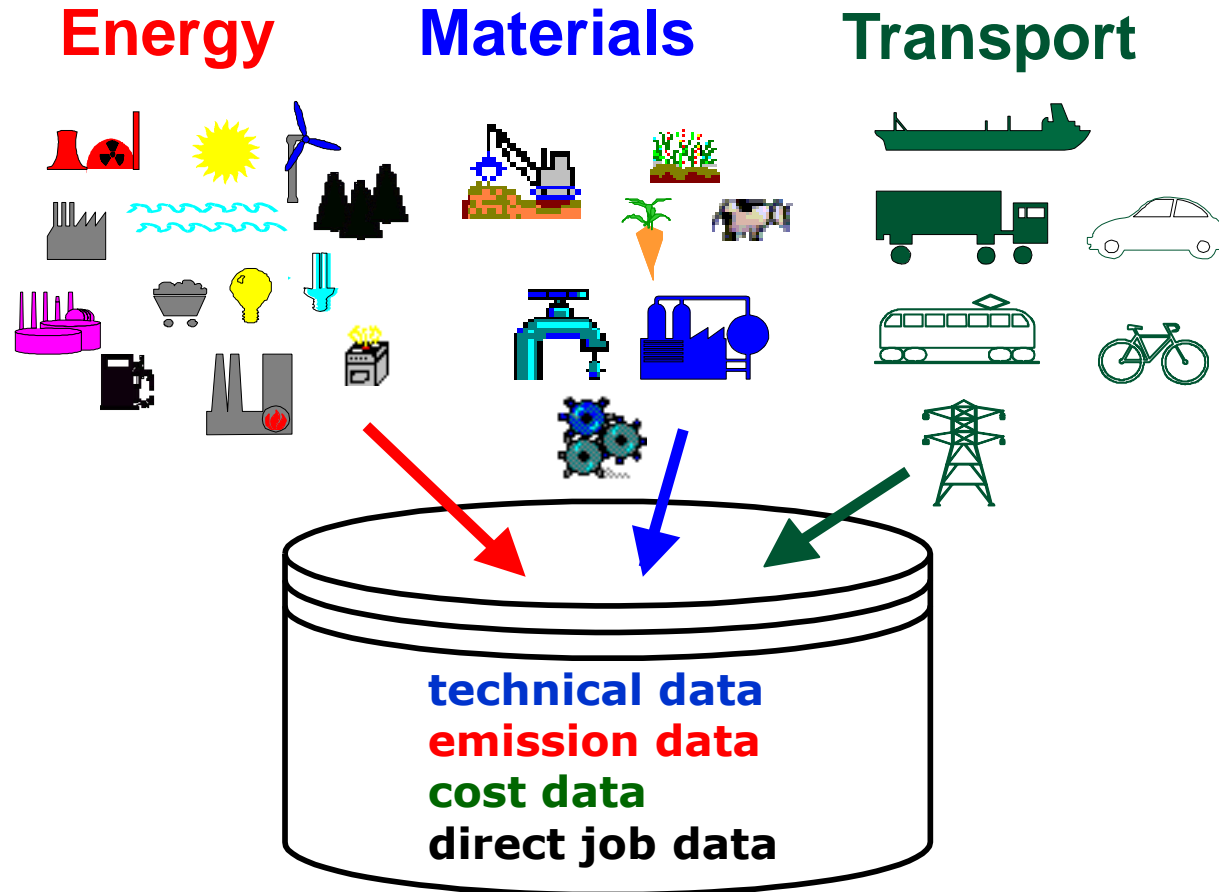 Energy
Materials
Transport
technical data
emission data
cost data
direct job data